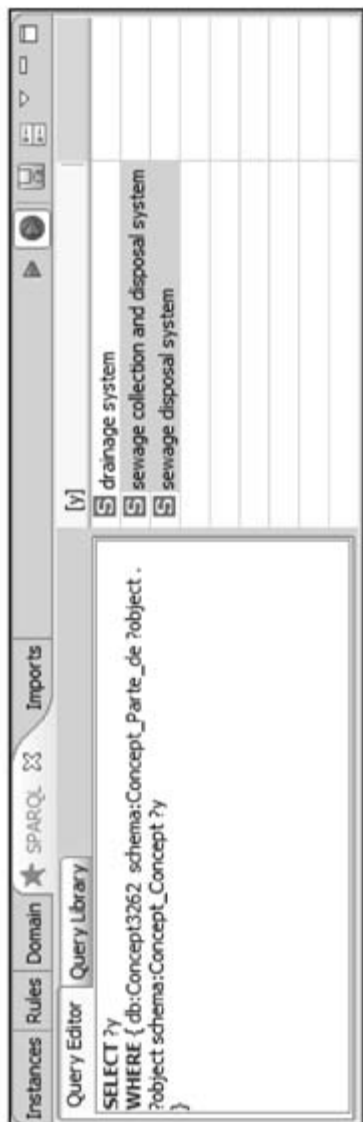 Instances Rules Domain SPARQL Imports
Query Editor Query Library
SELECT ?y
WHERE { db:Concept3262 schema:Concept_Parte_de ?object .
?object schema:Concept_Concept ?y
}
[y]
S drainage system
S sewage collection and disposal system
S sewage disposal system